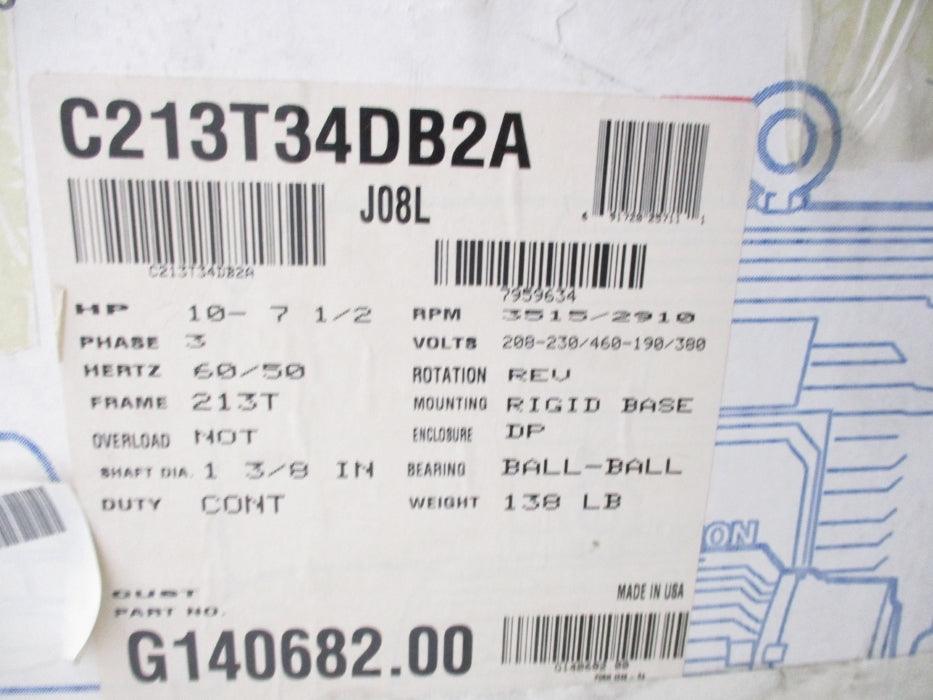 C213T34DB2A
J08L
C213T34DB2A
7959634
HP 10- 7 1/2 RPM 3515/2910
PHASE 3 VOLTS 208-230/460-190/380
HERTZ 60/50 ROTATION REV
FRAME 213T MOUNTING RIGID BASE
OVERLOAD NOT ENCLOSURE DP
SHAFT DIA. 1 3/8 IN BEARING BALL-BALL
DUTY CONT WEIGHT 138 LB
ON
CUST MADE IN USA
PART NO.
G140682.00
G140682.00